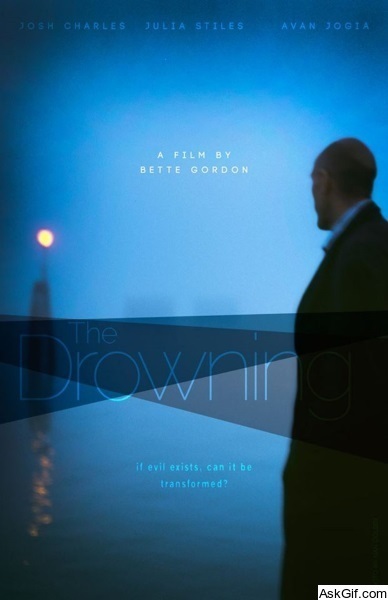 JOSH CHARLES JULIA STILES AVAN JOGIA
A FILM BY
BETTE GORDON
The
Drowning
if evil exists, can it be
transformed?
AskGif.com